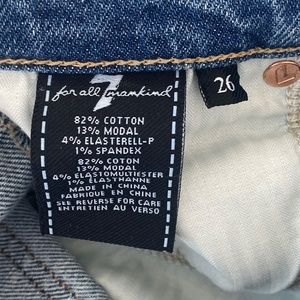 7
for all mankind
26
82% COTTON
13% MODAL
4% ELASTERELL-P
1% SPANDEX
82% COTON
13% MODAL
4% ELASTOMULTIESTER
1% ELASTHANNE
MADE IN CHINA
FABRIQUE EN CHINE
SEE REVERSE FOR CARE
ENTRETIEN AU VERSO